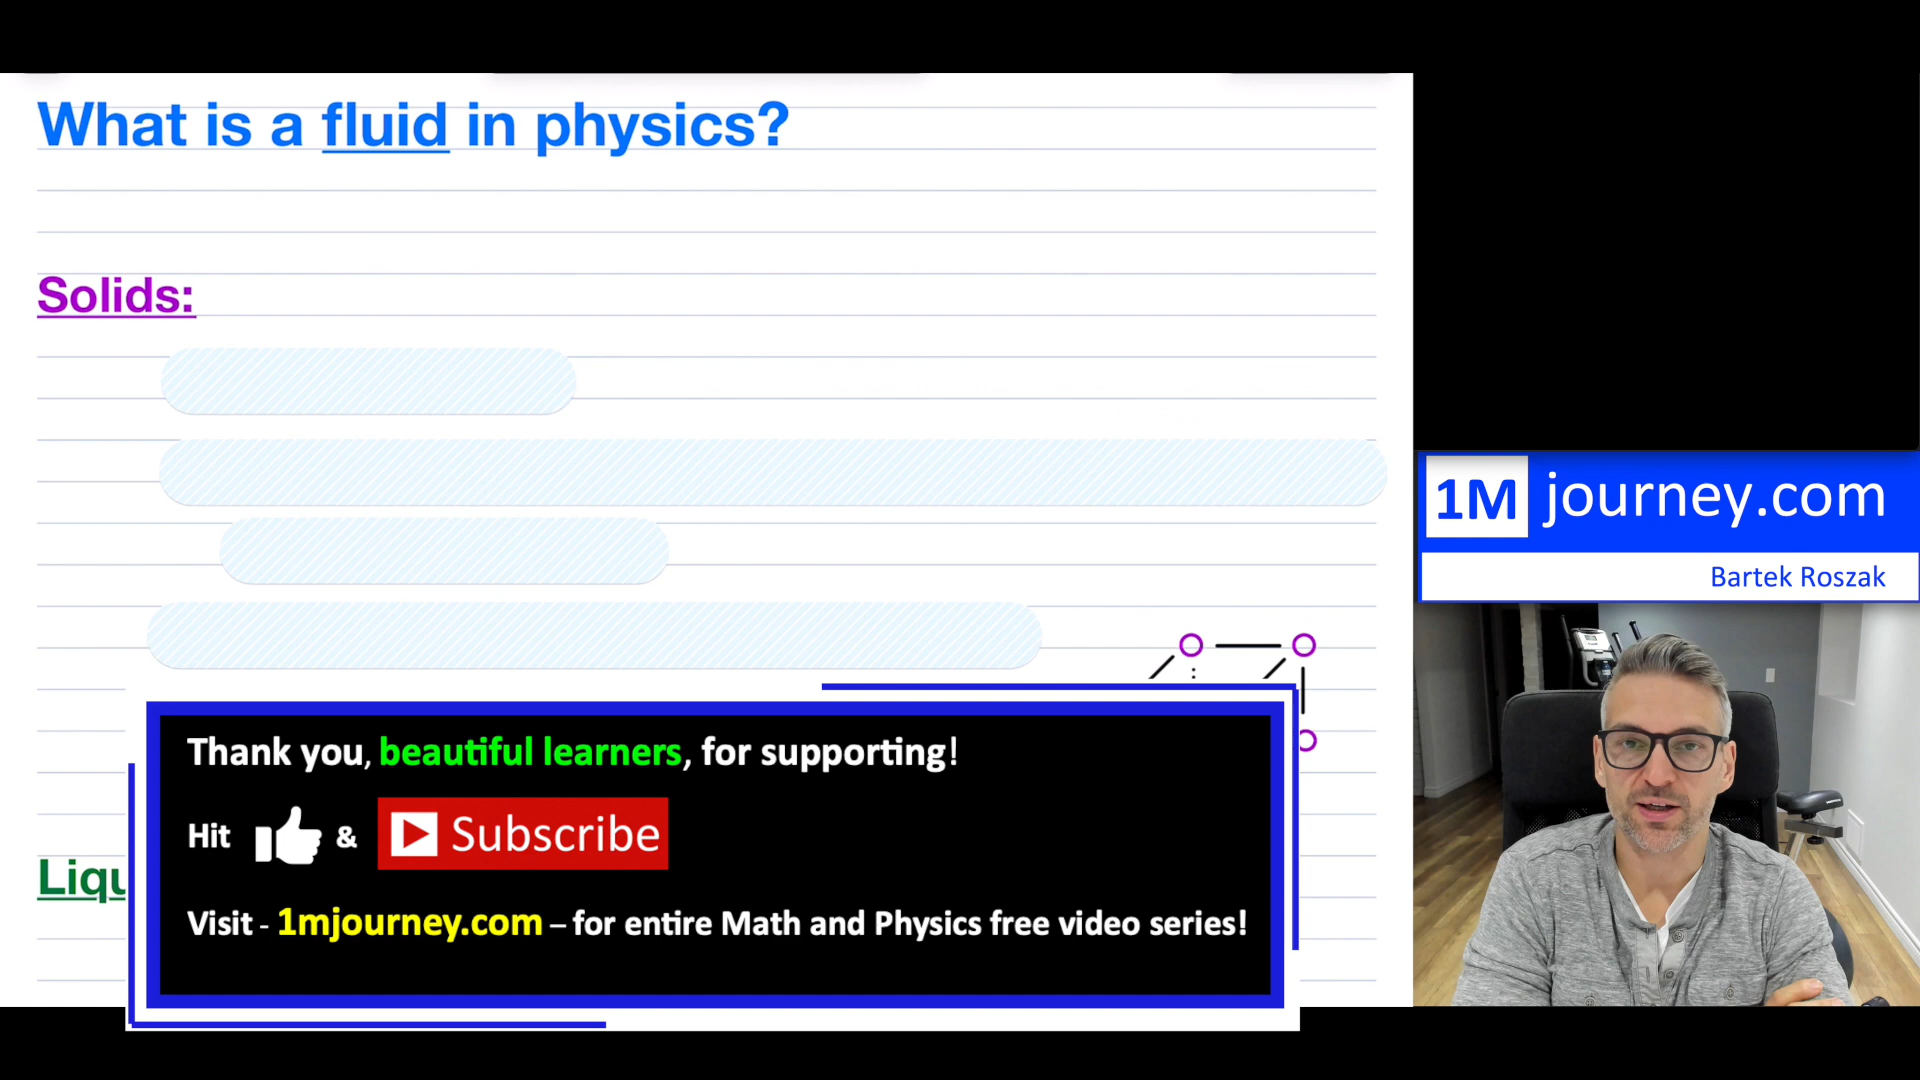 What is a fluid in physics?
Solids:
1M journey.com
Bartek Roszak
Thank you, beautiful learners, for supporting!
Hit & Subscribe
Visit - 1mjourney.com – for entire Math and Physics free video series!
Liqu